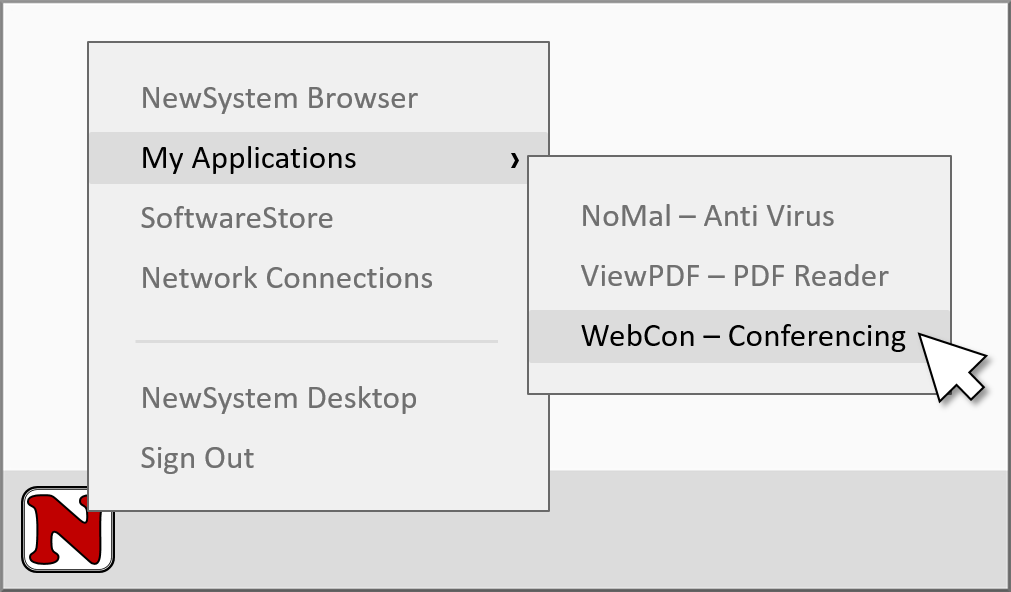 NewSystem Browser
My Applications ›
SoftwareStore
Network Connections
NewSystem Desktop
Sign Out
NoMal – Anti Virus
ViewPDF – PDF Reader
WebCon – Conferencing
N